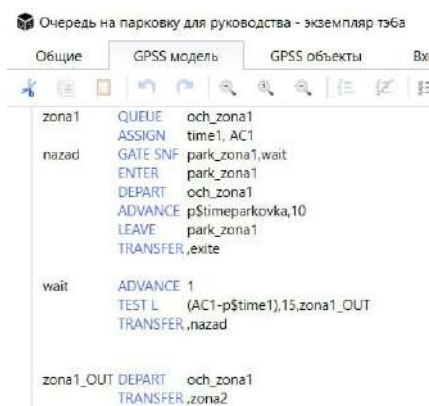 Очередь на парковку для руководства - экземпляр тэба
Общие GPSS модель GPSS объекты Вх
zona1 QUEUE och_zona1
ASSIGN time1, AC1
nazad GATE SNF park_zona1,wait
ENTER park_zona1
DEPART och_zona1
ADVANCE p$timeparkovka,10
LEAVE park_zona1
TRANSFER ,exite
wait ADVANCE 1
TEST L (AC1-p$time1),15,zona1_OUT
TRANSFER ,nazad
zona1_OUT DEPART och_zona1
TRANSFER ,zona2